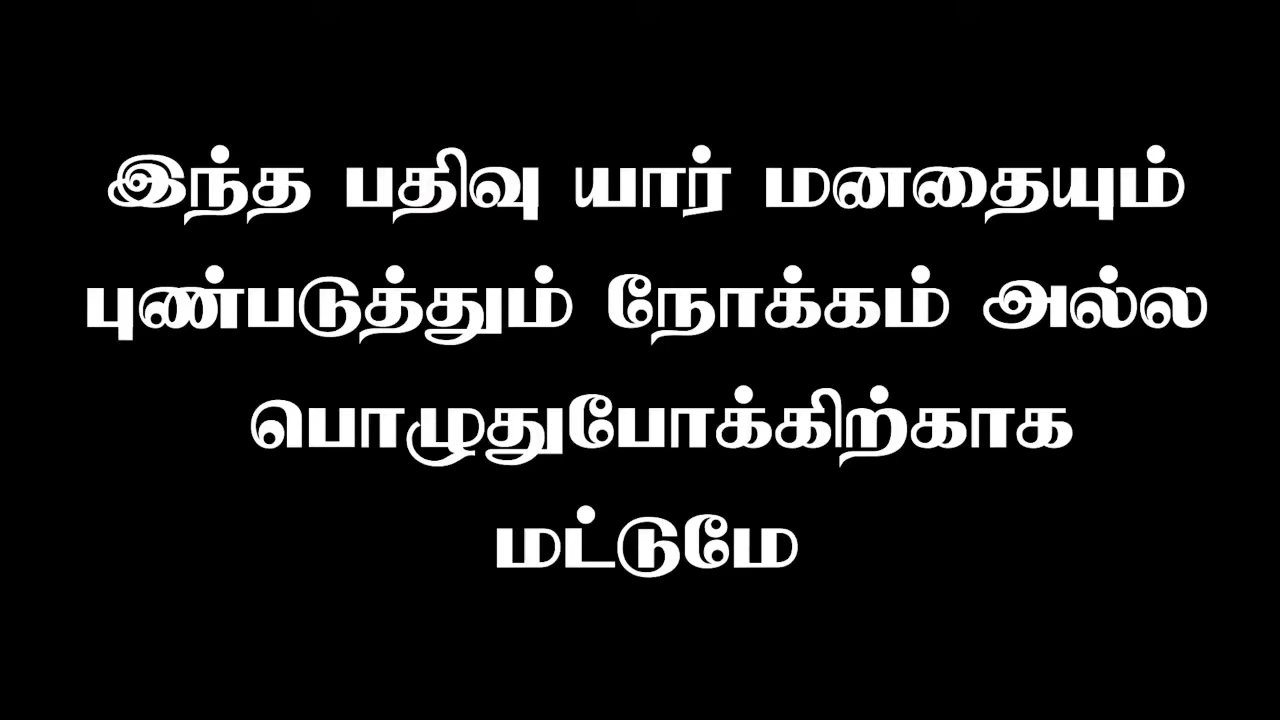 இந்த பதிவு யார் மனதையும்
புண்படுத்தும் நோக்கம் அல்ல
பொழுதுபோக்கிற்காக
மட்டுமே